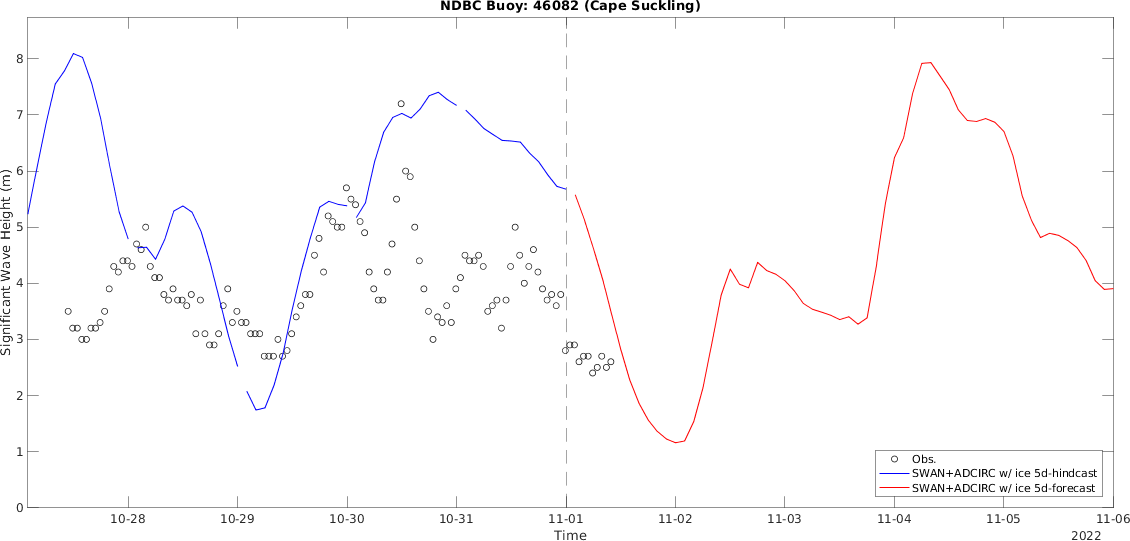 NDBC Buoy: 46082 (Cape Suckling)
Significant Wave Height (m)
8
7
6
5
4
3
2
1
0
10-28 10-29 10-30 10-31 11-01 11-02 11-03 11-04 11-05 11-06
Time
2022
Obs.
SWAN+ADCIRC w/ ice 5d-hindcast
SWAN+ADCIRC w/ ice 5d-forecast